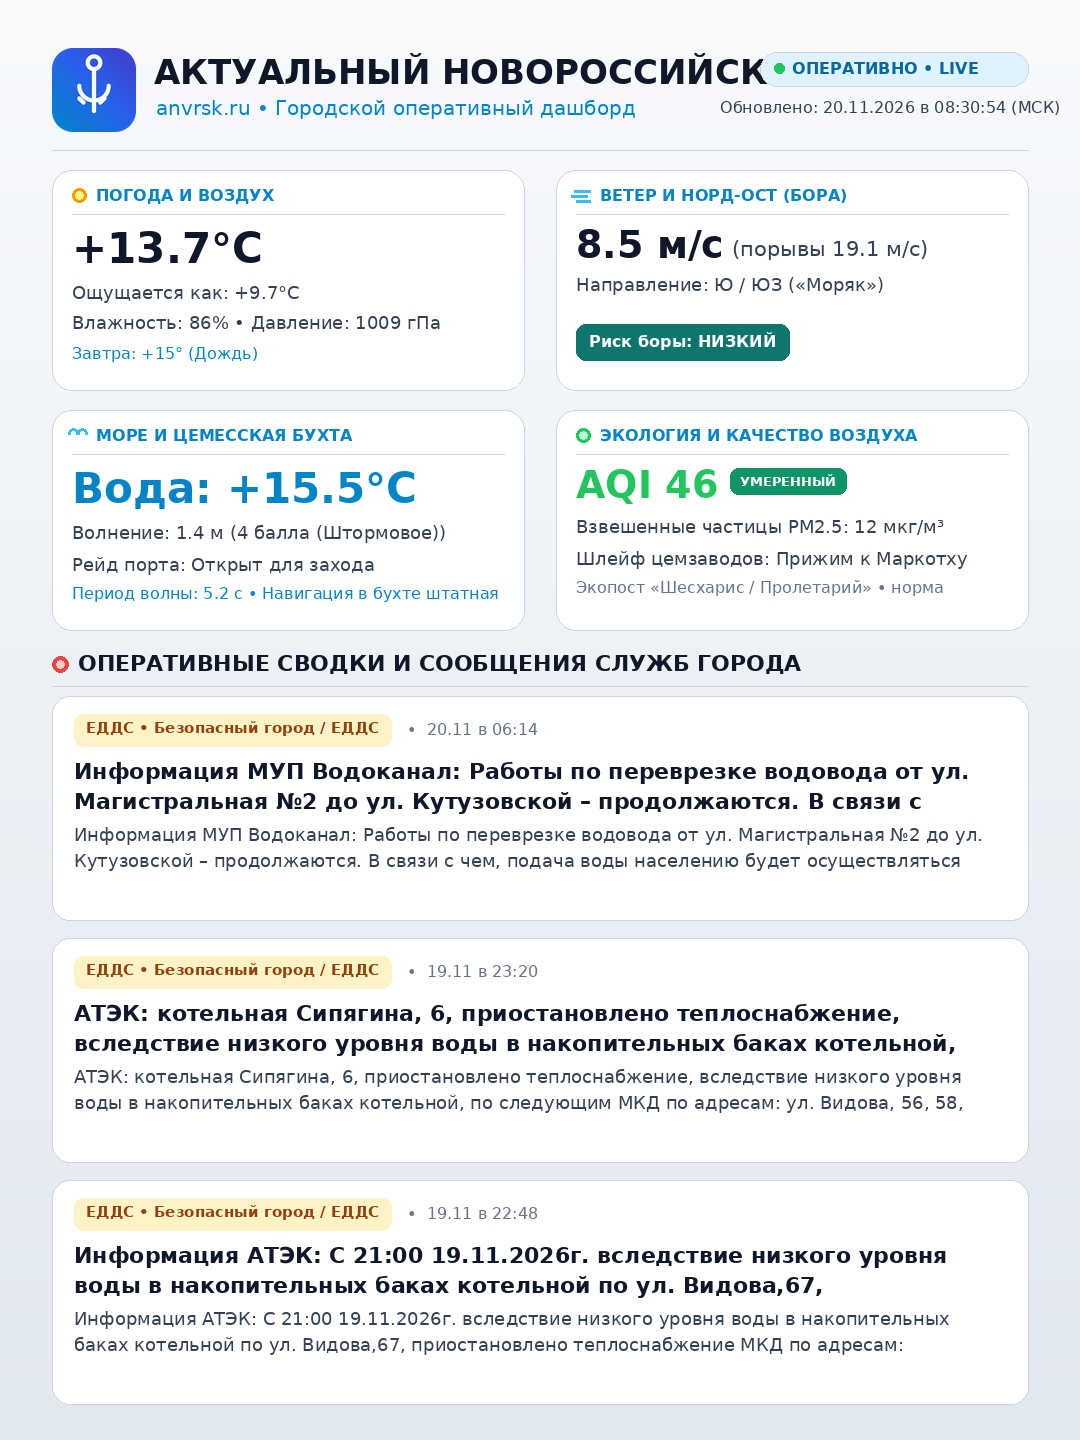 АКТУАЛЬНЫЙ НОВОРОССИЙСК
ОПЕРАТИВНО • LIVE
anvrsk.ru • Городской оперативный дашборд
Обновлено: 20.11.2026 в 08:30:54 (МСК)
ПОГОДА И ВОЗДУХ
+13.7°C
Ощущается как: +9.7°C
Влажность: 86% • Давление: 1009 гПа
Завтра: +15° (Дождь)
ВЕТЕР И НОРД-ОСТ (БОРА)
8.5 м/с (порывы 19.1 м/с)
Направление: Ю / ЮЗ («Моряк»)
Риск боры: НИЗКИЙ
МОРЕ И ЦЕМЕССКАЯ БУХТА
Вода: +15.5°C
Волнение: 1.4 м (4 балла (Штормовое))
Рейд порта: Открыт для захода
Период волны: 5.2 с • Навигация в бухте штатная
ЭКОЛОГИЯ И КАЧЕСТВО ВОЗДУХА
AQI 46 УМЕРЕННЫЙ
Взвешенные частицы PM2.5: 12 мкг/м³
Шлейф цемзаводов: Прижим к Маркотху
Экопост «Шесхарис / Пролетарий» • норма
ОПЕРАТИВНЫЕ СВОДКИ И СООБЩЕНИЯ СЛУЖБ ГОРОДА
ЕДДС • Безопасный город / ЕДДС • 20.11 в 06:14
Информация МУП Водоканал: Работы по переврезке водовода от ул.
Магистральная №2 до ул. Кутузовской – продолжаются. В связи с
Информация МУП Водоканал: Работы по переврезке водовода от ул. Магистральная №2 до ул.
Кутузовской – продолжаются. В связи с чем, подача воды населению будет осуществляться
ЕДДС • Безопасный город / ЕДДС • 19.11 в 23:20
АТЭК: котельная Сипягина, 6, приостановлено теплоснабжение,
вследствие низкого уровня воды в накопительных баках котельной,
АТЭК: котельная Сипягина, 6, приостановлено теплоснабжение, вследствие низкого уровня
воды в накопительных баках котельной, по следующим МКД по адресам: ул. Видова, 56, 58,
ЕДДС • Безопасный город / ЕДДС • 19.11 в 22:48
Информация АТЭК: С 21:00 19.11.2026г. вследствие низкого уровня
воды в накопительных баках котельной по ул. Видова,67,
Информация АТЭК: С 21:00 19.11.2026г. вследствие низкого уровня воды в накопительных
баках котельной по ул. Видова,67, приостановлено теплоснабжение МКД по адресам: